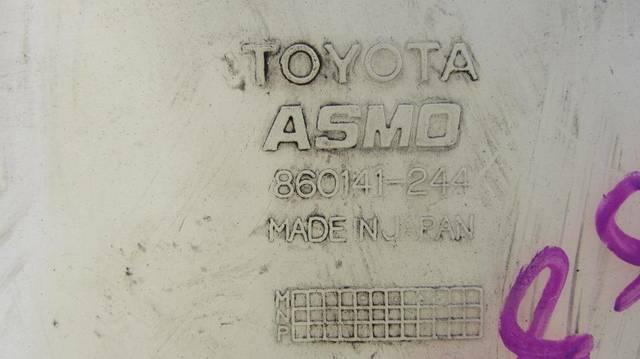 TOYOTA
ASMO
860141-244
MADE IN JAPAN
M
N
P